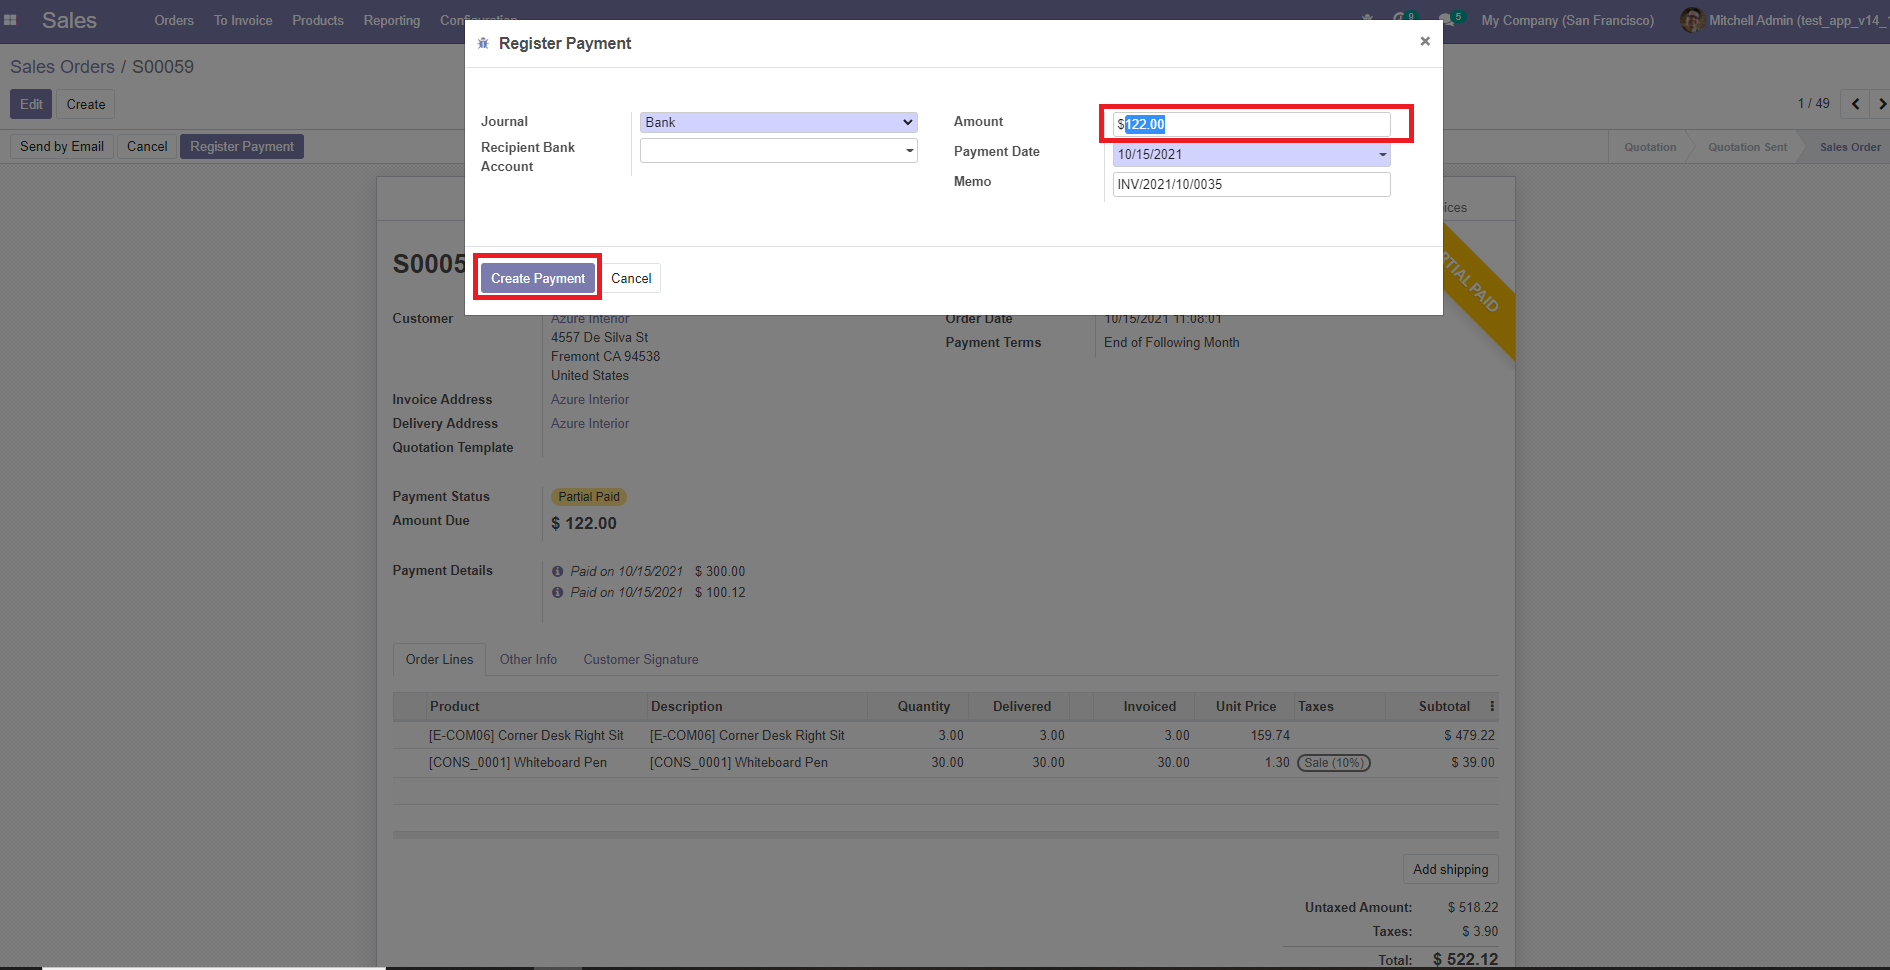 Sales Orders To Invoice Products Reporting Configuration 8 5 My Company (San Francisco) Mitchell Admin (test_app_v14_
Register Payment ×
Sales Orders / S00059
Edit Create
1 / 49
Journal Bank Amount $122.00
Recipient Bank Account
Payment Date 10/15/2021
Memo INV/2021/10/0035
Send by Email Cancel Register Payment
Quotation Quotation Sent Sales Order
ices
Create Payment Cancel
S0005
RTIAL PAID
Customer Azure Interior
4557 De Silva St
Fremont CA 94538
United States
Order Date 10/15/2021 11:08:01
Payment Terms End of Following Month
Invoice Address Azure Interior
Delivery Address Azure Interior
Quotation Template
Payment Status Partial Paid
Amount Due $ 122.00
Payment Details Paid on 10/15/2021 $ 300.00
Paid on 10/15/2021 $ 100.12
Order Lines Other Info Customer Signature
Product Description Quantity Delivered Invoiced Unit Price Taxes Subtotal
[E-COM06] Corner Desk Right Sit [E-COM06] Corner Desk Right Sit 3.00 3.00 3.00 159.74 $ 479.22
[CONS_0001] Whiteboard Pen [CONS_0001] Whiteboard Pen 30.00 30.00 30.00 1.30 Sale (10%) $ 39.00
Add shipping
Untaxed Amount: $ 518.22
Taxes: $ 3.90
Total: $ 522.12